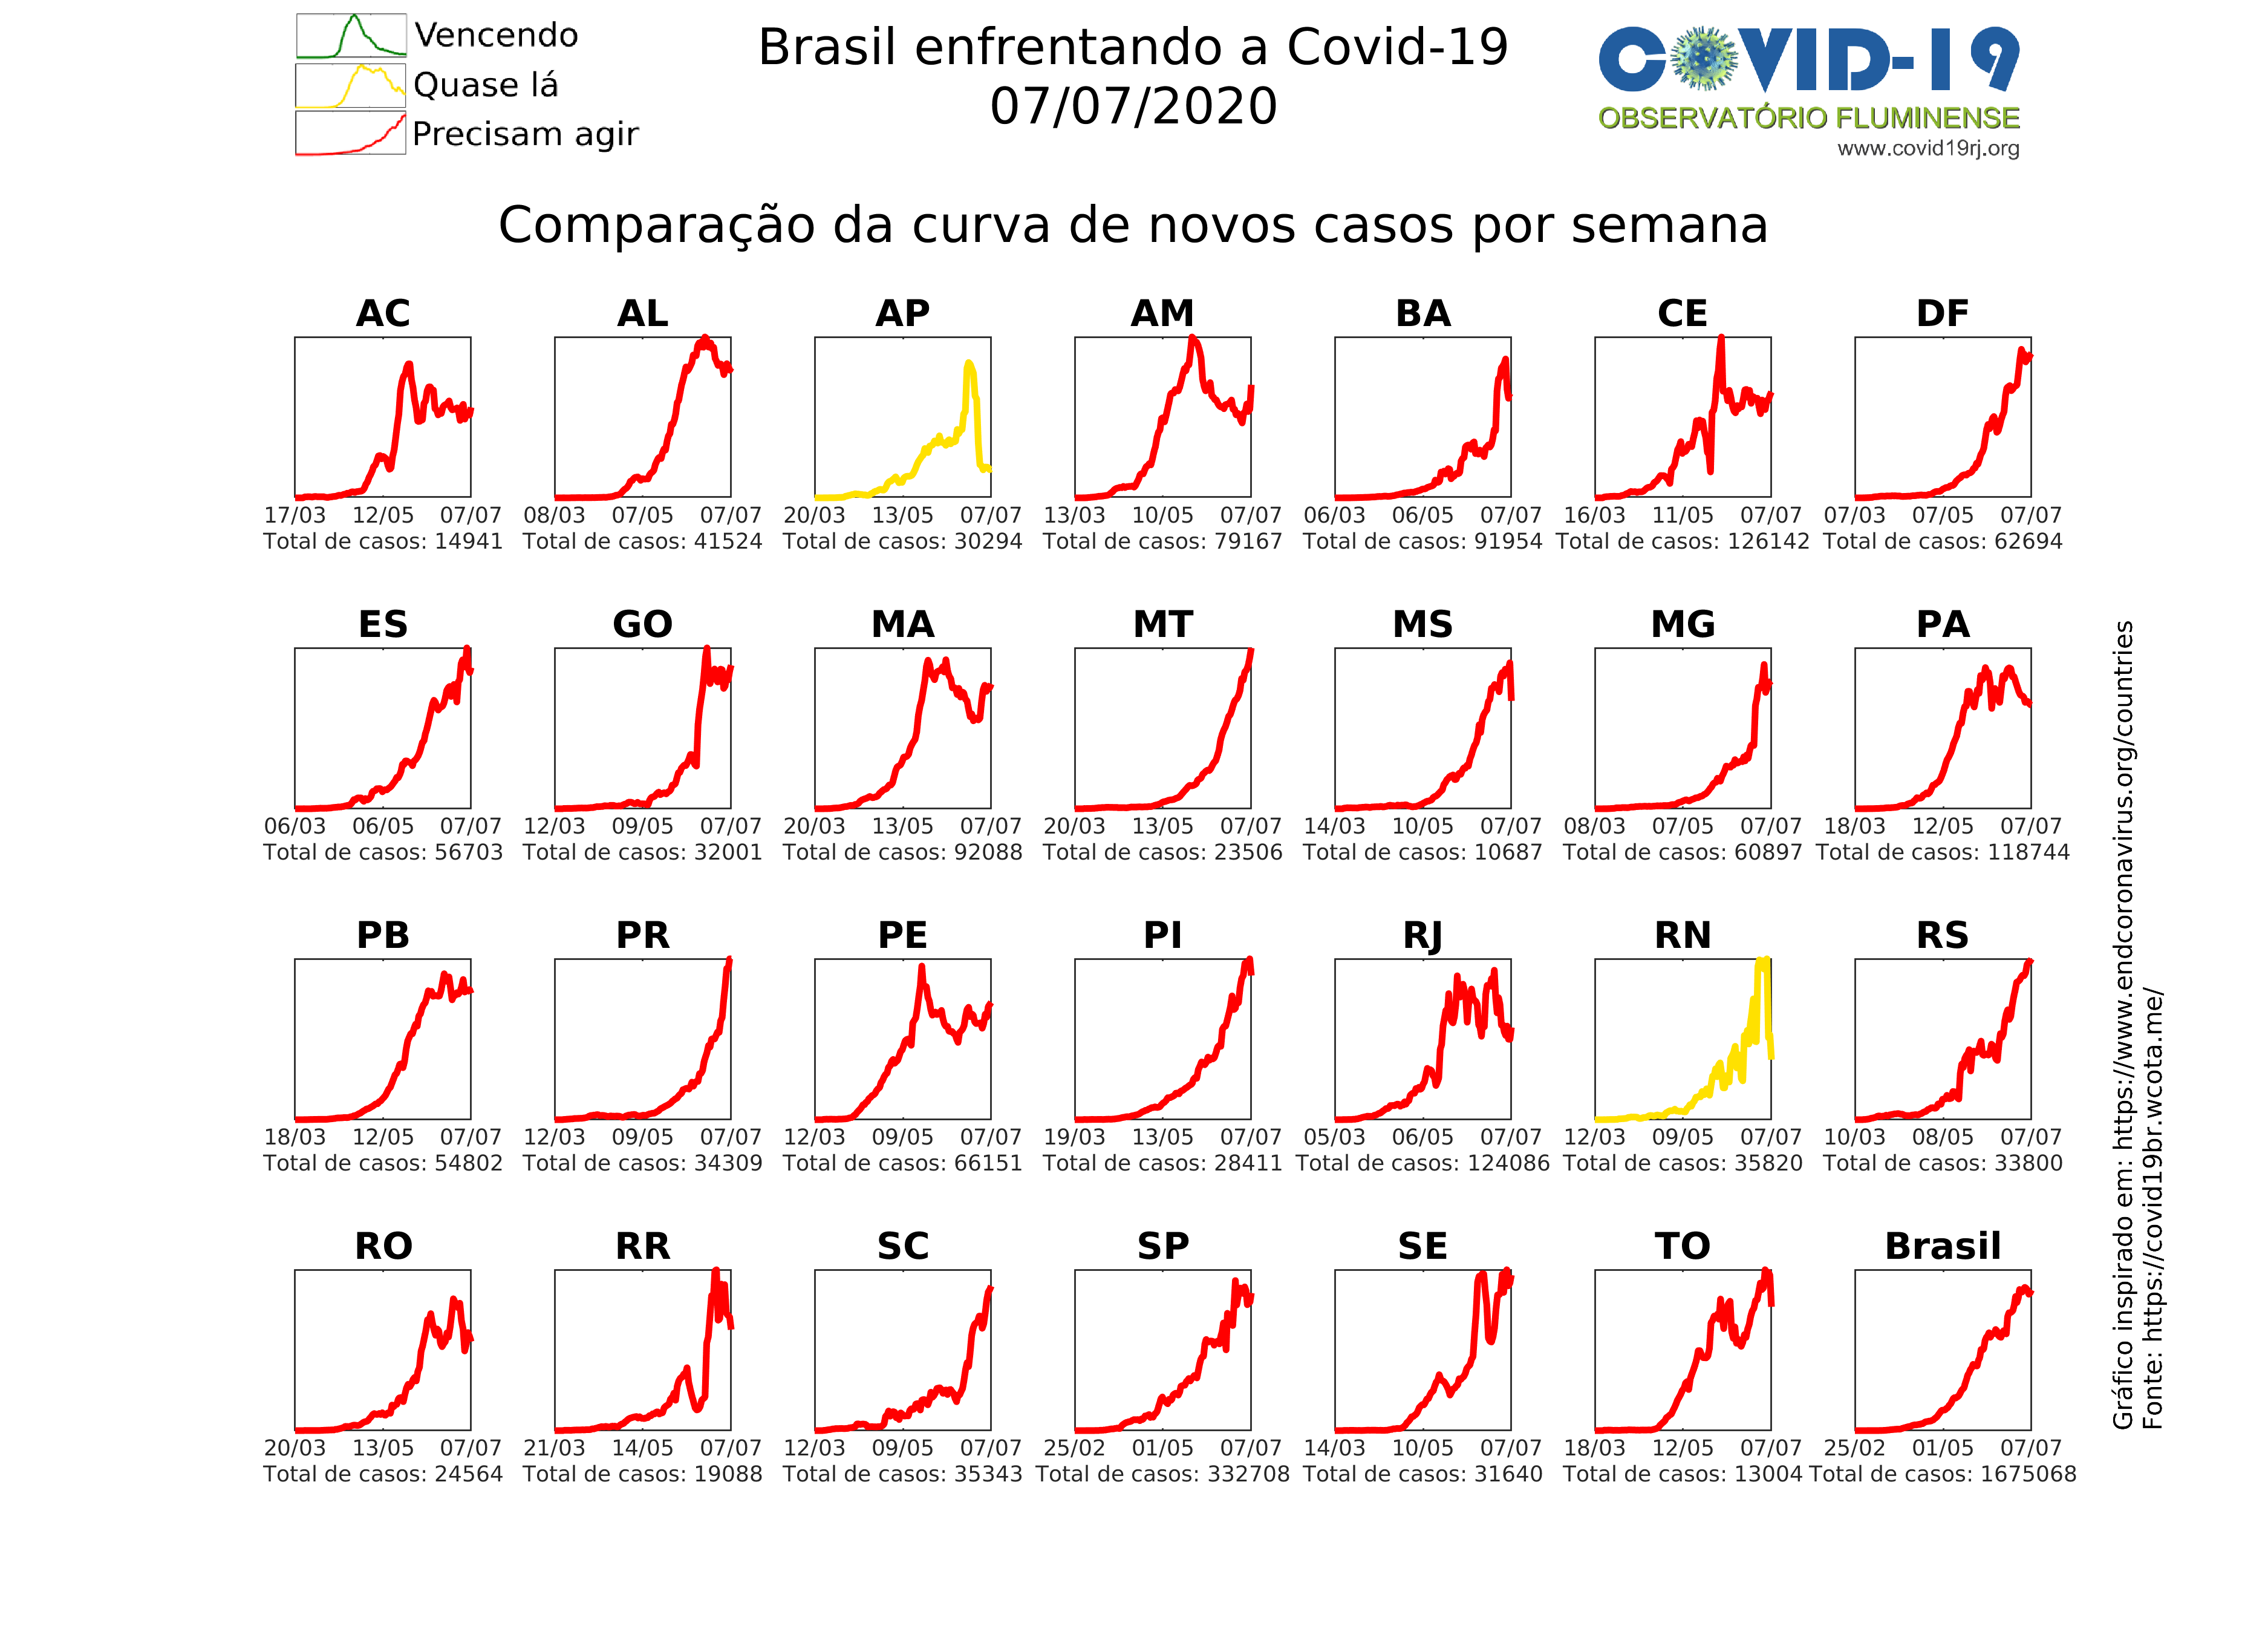 Vencendo
Quase lá
Precisam agir
Brasil enfrentando a Covid-19
07/07/2020
COVID-19
OBSERVATÓRIO FLUMINENSE
www.covid19rj.org
Comparação da curva de novos casos por semana
AC AL AP AM BA CE DF
17/03 12/05 07/07 08/03 07/05 07/07 20/03 13/05 07/07 13/03 10/05 07/07 06/03 06/05 07/07 16/03 11/05 07/07 07/03 07/05 07/07
Total de casos: 14941 Total de casos: 41524 Total de casos: 30294 Total de casos: 79167 Total de casos: 91954 Total de casos: 126142 Total de casos: 62694
ES GO MA MT MS MG PA
06/03 06/05 07/07 12/03 09/05 07/07 20/03 13/05 07/07 20/03 13/05 07/07 14/03 10/05 07/07 08/03 07/05 07/07 18/03 12/05 07/07
Total de casos: 56703 Total de casos: 32001 Total de casos: 92088 Total de casos: 23506 Total de casos: 10687 Total de casos: 60897 Total de casos: 118744
PB PR PE PI RJ RN RS
18/03 12/05 07/07 12/03 09/05 07/07 12/03 09/05 07/07 19/03 13/05 07/07 05/03 06/05 07/07 12/03 09/05 07/07 10/03 08/05 07/07
Total de casos: 54802 Total de casos: 34309 Total de casos: 66151 Total de casos: 28411 Total de casos: 124086 Total de casos: 35820 Total de casos: 33800
RO RR SC SP SE TO Brasil
20/03 13/05 07/07 21/03 14/05 07/07 12/03 09/05 07/07 25/02 01/05 07/07 14/03 10/05 07/07 18/03 12/05 07/07 25/02 01/05 07/07
Total de casos: 24564 Total de casos: 19088 Total de casos: 35343 Total de casos: 332708 Total de casos: 31640 Total de casos: 13004 Total de casos: 1675068
Gráfico inspirado em: https://www.endcoronavirus.org/countries
Fonte: https://covid19br.wcota.me/